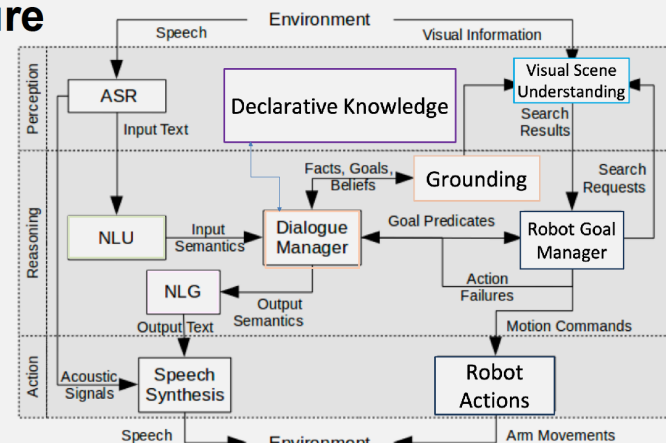 ure
Environment
Speech
Visual Information
Perception
ASR
Declarative Knowledge
Visual Scene
Understanding
Input Text
Search
Results
Reasoning
Facts, Goals,
Beliefs
Grounding
Search
Requests
NLU
Input
Semantics
Dialogue
Manager
Goal Predicates
Robot Goal
Manager
NLG
Output
Semantics
Action
Failures
Output Text
Motion Commands
Action
Acoustic
Signals
Speech
Synthesis
Robot
Actions
Speech
Environment
Arm Movements